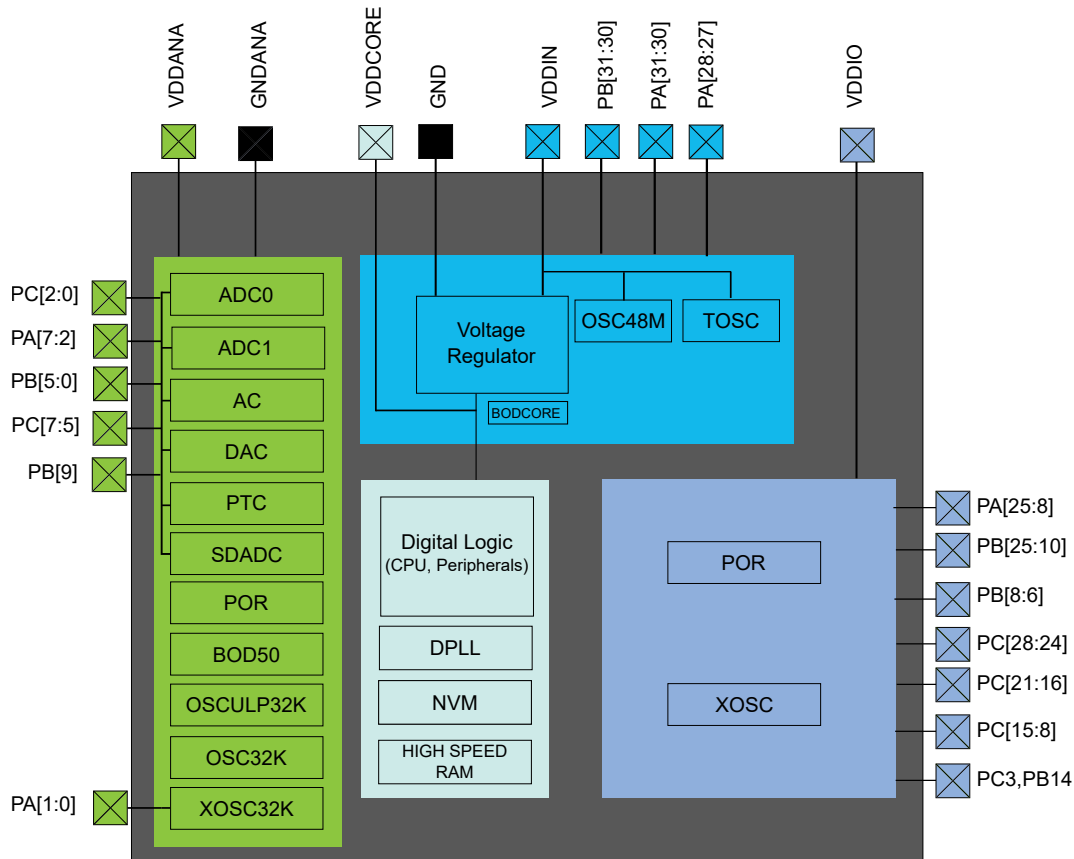 VDDANA
GNDANA
VDDCORE
GND
VDDIN
PB[31:30]
PA[31:30]
PA[28:27]
VDDIO
PC[2:0]
PA[7:2]
PB[5:0]
PC[7:5]
PB[9]
PA[1:0]
ADC0
ADC1
AC
DAC
PTC
SDADC
POR
BOD50
OSCULP32K
OSC32K
XOSC32K
Voltage
Regulator
OSC48M
TOSC
BODCORE
Digital Logic
(CPU, Peripherals)
DPLL
NVM
HIGH SPEED
RAM
POR
XOSC
PA[25:8]
PB[25:10]
PB[8:6]
PC[28:24]
PC[21:16]
PC[15:8]
PC3,PB14